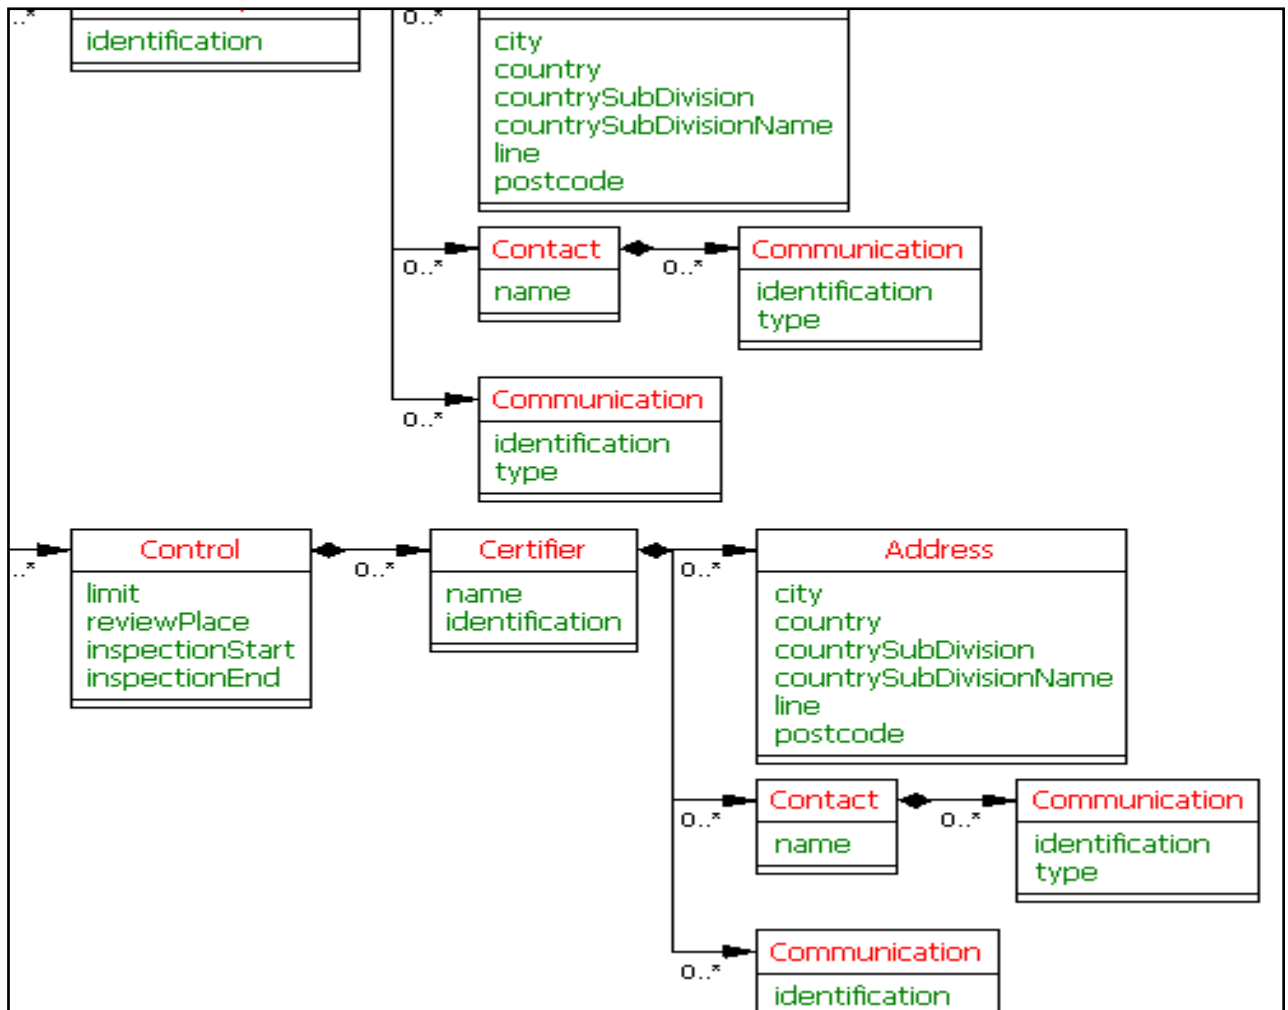 ..*
0..*
identification
city
country
countrySubDivision
countrySubDivisionName
line
postcode
Contact
0..*
name
0..*
Communication
identification
type
0..*
Communication
identification
type
..*
Control
limit
reviewPlace
inspectionStart
inspectionEnd
0..*
Certifier
name
identification
0..*
Address
city
country
countrySubDivision
countrySubDivisionName
line
postcode
0..*
Contact
name
0..*
Communication
identification
type
0..*
Communication
identification